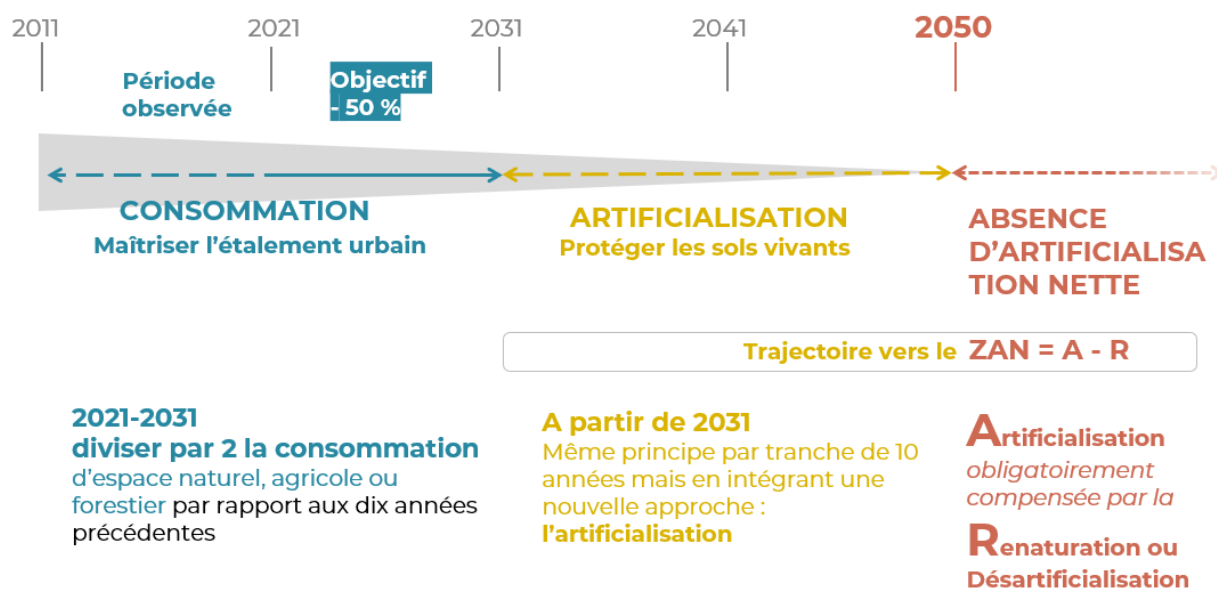 2011
2021
2031
2041
2050
Période
observée
Objectif
- 50 %
CONSOMMATION
Maîtriser l'étalement urbain
ARTIFICIALISATION
Protéger les sols vivants
ABSENCE
D'ARTIFICIALISA
TION NETTE
Trajectoire vers le ZAN = A - R
2021-2031
diviser par 2 la consommation
d'espace naturel, agricole ou
forestier par rapport aux dix années
précédentes
A partir de 2031
Même principe par tranche de 10
années mais en intégrant une
nouvelle approche :
l'artificialisation
Artificialisation
obligatoirement
compensée par la
Renaturation ou
Désartificialisation